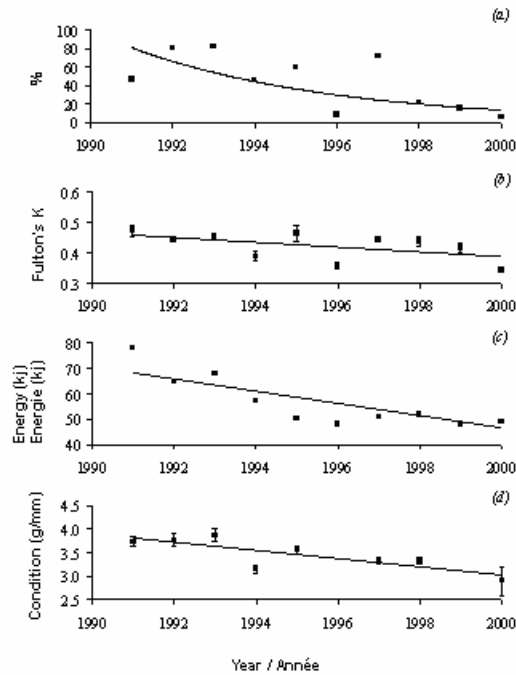 (a)
100
80
60
40
20
0
%
1990 1992 1994 1996 1998 2000
(b)
0.6
0.5
0.4
0.3
Fulton's K
1990 1992 1994 1996 1998 2000
(c)
80
70
60
50
40
Energy (kj)
Energie (kj)
1990 1992 1994 1996 1998 2000
(d)
4.5
4.0
3.5
3.0
2.5
Condition (g/mm)
1990 1992 1994 1996 1998 2000
Year / Année